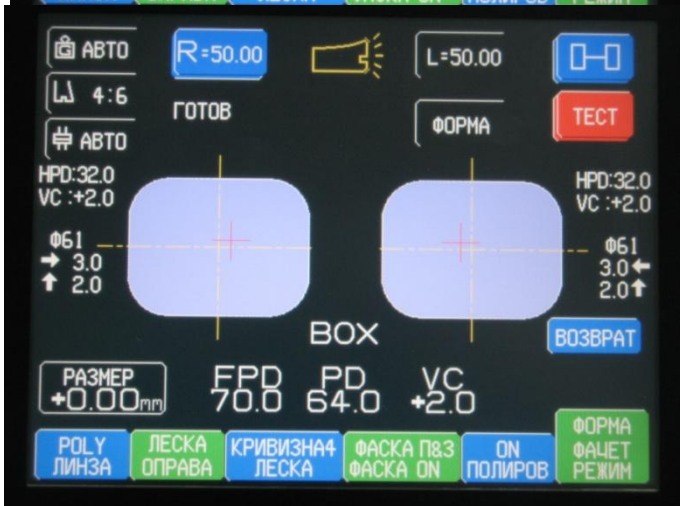 АВТО
R=50.00
L=50.00
4:6
ГОТОВ
ФОРМА
ТЕСТ
АВТО
HPD:32.0
VC :+2.0
HPD:32.0
VC :+2.0
Φ61
→ 3.0
↑ 2.0
Φ61
3.0←
2.0↑
BOX
ВОЗВРАТ
РАЗМЕР
+0.00mm
FPD
70.0
PD
64.0
VC
+2.0
POLY
ЛИНЗА
ЛЕСКА
ОПРАВА
КРИВИЗНА4
ЛЕСКА
ФАСКА П&З
ФАСКА ON
ON
ПОЛИРОВ
ФОРМА
ФАЦЕТ
РЕЖИМ